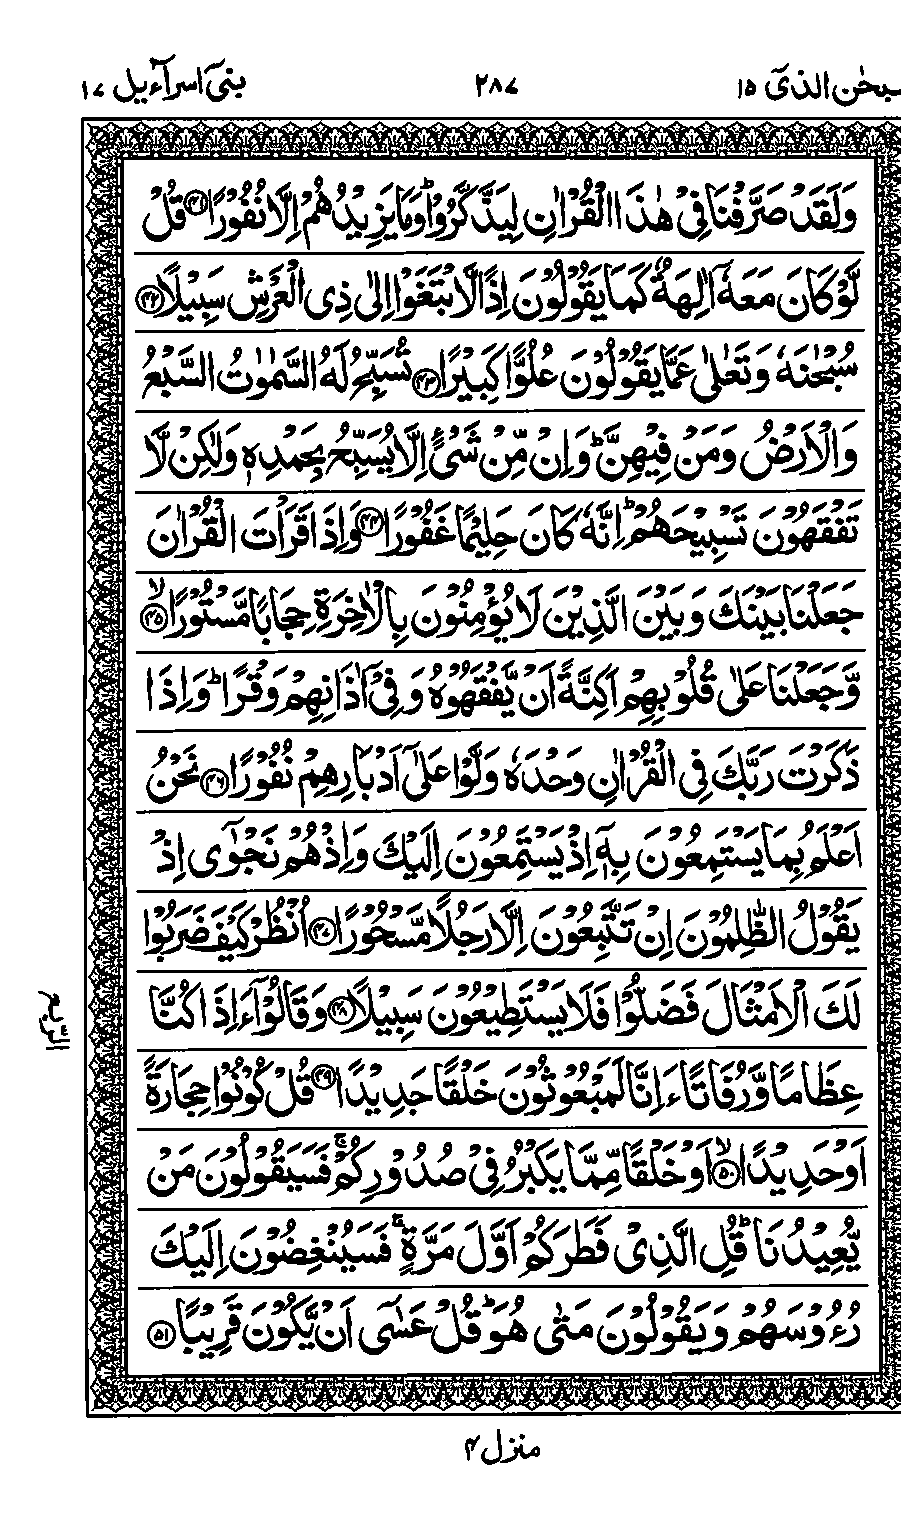 سبحٰن الذیٓ ۱۵ ۲۸۷ بنیٓ اسرآءیل ۱۷
وَلَقَدۡ صَرَّفۡنَا فِیۡ هٰذَا الۡقُرۡاٰنِ لِیَذَّكَّرُوۡاؕ وَمَا یَزِیۡدُهُمۡ اِلَّا نُفُوۡرًا ﴿۴۱﴾ قُلۡ
لَّوۡ كَانَ مَعَهٗۤ اٰلِهَةٌ كَمَا یَقُوۡلُوۡنَ اِذًا لَّابۡتَغَوۡا اِلٰی ذِی الۡعَرۡشِ سَبِیۡلًا ﴿۴۲﴾
سُبۡحٰنَهٗ وَتَعٰلٰی عَمَّا یَقُوۡلُوۡنَ عُلُوًّا كَبِیۡرًا ﴿۴۳﴾ تُسَبِّحُ لَهُ السَّمٰوٰتُ السَّبۡعُ
وَالۡاَرۡضُ وَمَنۡ فِیۡهِنَّؕ وَاِنۡ مِّنۡ شَیۡءٍ اِلَّا یُسَبِّحُ بِحَمۡدِهٖ وَلٰكِنۡ لَّا
تَفۡقَهُوۡنَ تَسۡبِیۡحَهُمۡؕ اِنَّهٗ كَانَ حَلِیۡمًا غَفُوۡرًا ﴿۴۴﴾ وَاِذَا قَرَاۡتَ الۡقُرۡاٰنَ
جَعَلۡنَا بَیۡنَكَ وَبَیۡنَ الَّذِیۡنَ لَا یُؤۡمِنُوۡنَ بِالۡاٰخِرَةِ حِجَابًا مَّسۡتُوۡرًاۙ ﴿۴۵﴾
وَّجَعَلۡنَا عَلٰی قُلُوۡبِهِمۡ اَكِنَّةً اَنۡ یَّفۡقَهُوۡهُ وَفِیۡۤ اٰذَانِهِمۡ وَقۡرًاؕ وَاِذَا
ذَكَرۡتَ رَبَّكَ فِی الۡقُرۡاٰنِ وَحۡدَهٗ وَلَّوۡا عَلٰۤی اَدۡبَارِهِمۡ نُفُوۡرًا ﴿۴۶﴾ نَحۡنُ
اَعۡلَمُ بِمَا یَسۡتَمِعُوۡنَ بِهٖۤ اِذۡ یَسۡتَمِعُوۡنَ اِلَیۡكَ وَاِذۡ هُمۡ نَجۡوٰۤی اِذۡ
یَقُوۡلُ الظّٰلِمُوۡنَ اِنۡ تَتَّبِعُوۡنَ اِلَّا رَجُلًا مَّسۡحُوۡرًا ﴿۴۷﴾ اُنۡظُرۡ كَیۡفَ ضَرَبُوۡا
لَكَ الۡاَمۡثَالَ فَضَلُّوۡا فَلَا یَسۡتَطِیۡعُوۡنَ سَبِیۡلًا ﴿۴۸﴾ وَقَالُوۡۤا ءَاِذَا كُنَّا
عِظَامًا وَّرُفَاتًا ءَاِنَّا لَمَبۡعُوۡثُوۡنَ خَلۡقًا جَدِیۡدًا ﴿۴۹﴾ قُلۡ كُوۡنُوۡا حِجَارَةً
اَوۡ حَدِیۡدًاۙ ﴿۵۰﴾ اَوۡ خَلۡقًا مِّمَّا یَكۡبُرُ فِیۡ صُدُوۡرِكُمۡۚ فَسَیَقُوۡلُوۡنَ مَنۡ
یُّعِیۡدُنَاؕ قُلِ الَّذِیۡ فَطَرَكُمۡ اَوَّلَ مَرَّةٍۚ فَسَیُنۡغِضُوۡنَ اِلَیۡكَ
رُءُوۡسَهُمۡ وَیَقُوۡلُوۡنَ مَتٰی هُوَؕ قُلۡ عَسٰۤی اَنۡ یَّكُوۡنَ قَرِیۡبًا ﴿۵۱﴾
الرّبع
منزل ۴